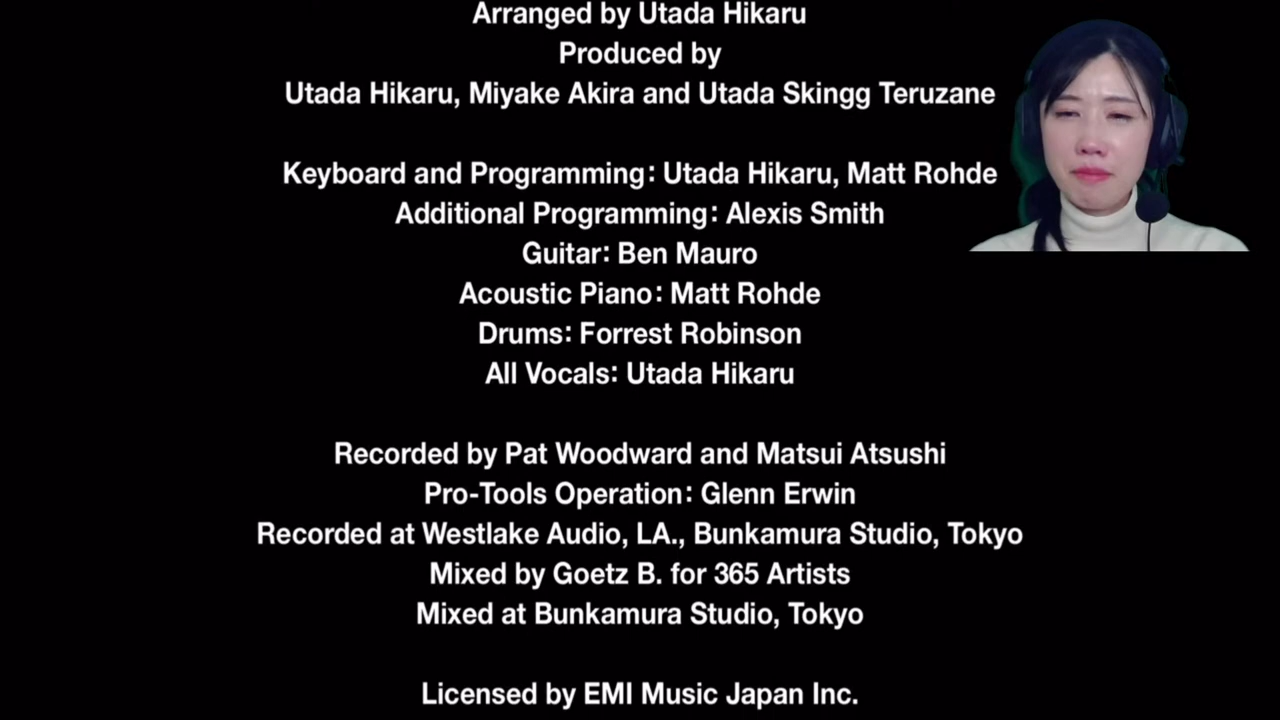 Arranged by Utada Hikaru
Produced by
Utada Hikaru, Miyake Akira and Utada Skingg Teruzane
Keyboard and Programming: Utada Hikaru, Matt Rohde
Additional Programming: Alexis Smith
Guitar: Ben Mauro
Acoustic Piano: Matt Rohde
Drums: Forrest Robinson
All Vocals: Utada Hikaru
Recorded by Pat Woodward and Matsui Atsushi
Pro-Tools Operation: Glenn Erwin
Recorded at Westlake Audio, LA., Bunkamura Studio, Tokyo
Mixed by Goetz B. for 365 Artists
Mixed at Bunkamura Studio, Tokyo
Licensed by EMI Music Japan Inc.